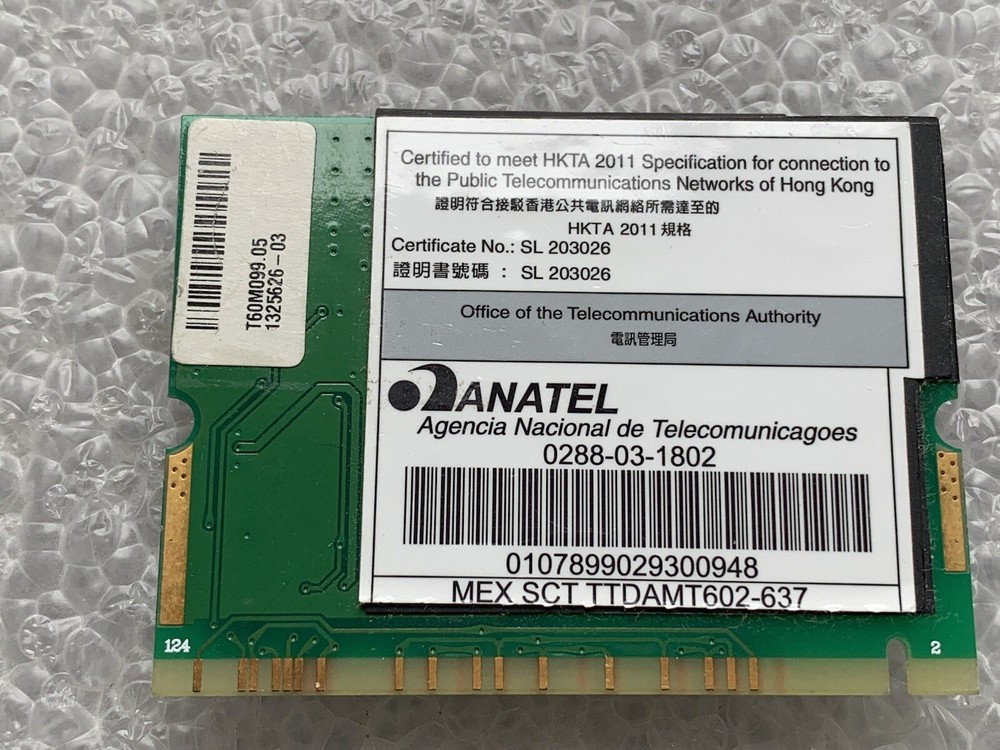 T60M099.05
1325626-03
Certified to meet HKTA 2011 Specification for connection to
the Public Telecommunications Networks of Hong Kong
證明符合接駁香港公共電訊網絡所需達至的
HKTA 2011 規格
Certificate No.: SL 203026
證明書號碼 : SL 203026
Office of the Telecommunications Authority
電訊管理局
ANATEL
Agencia Nacional de Telecomunicagoes
0288-03-1802
0107899029300948
MEX SCT TTDAMT602-637
124
2